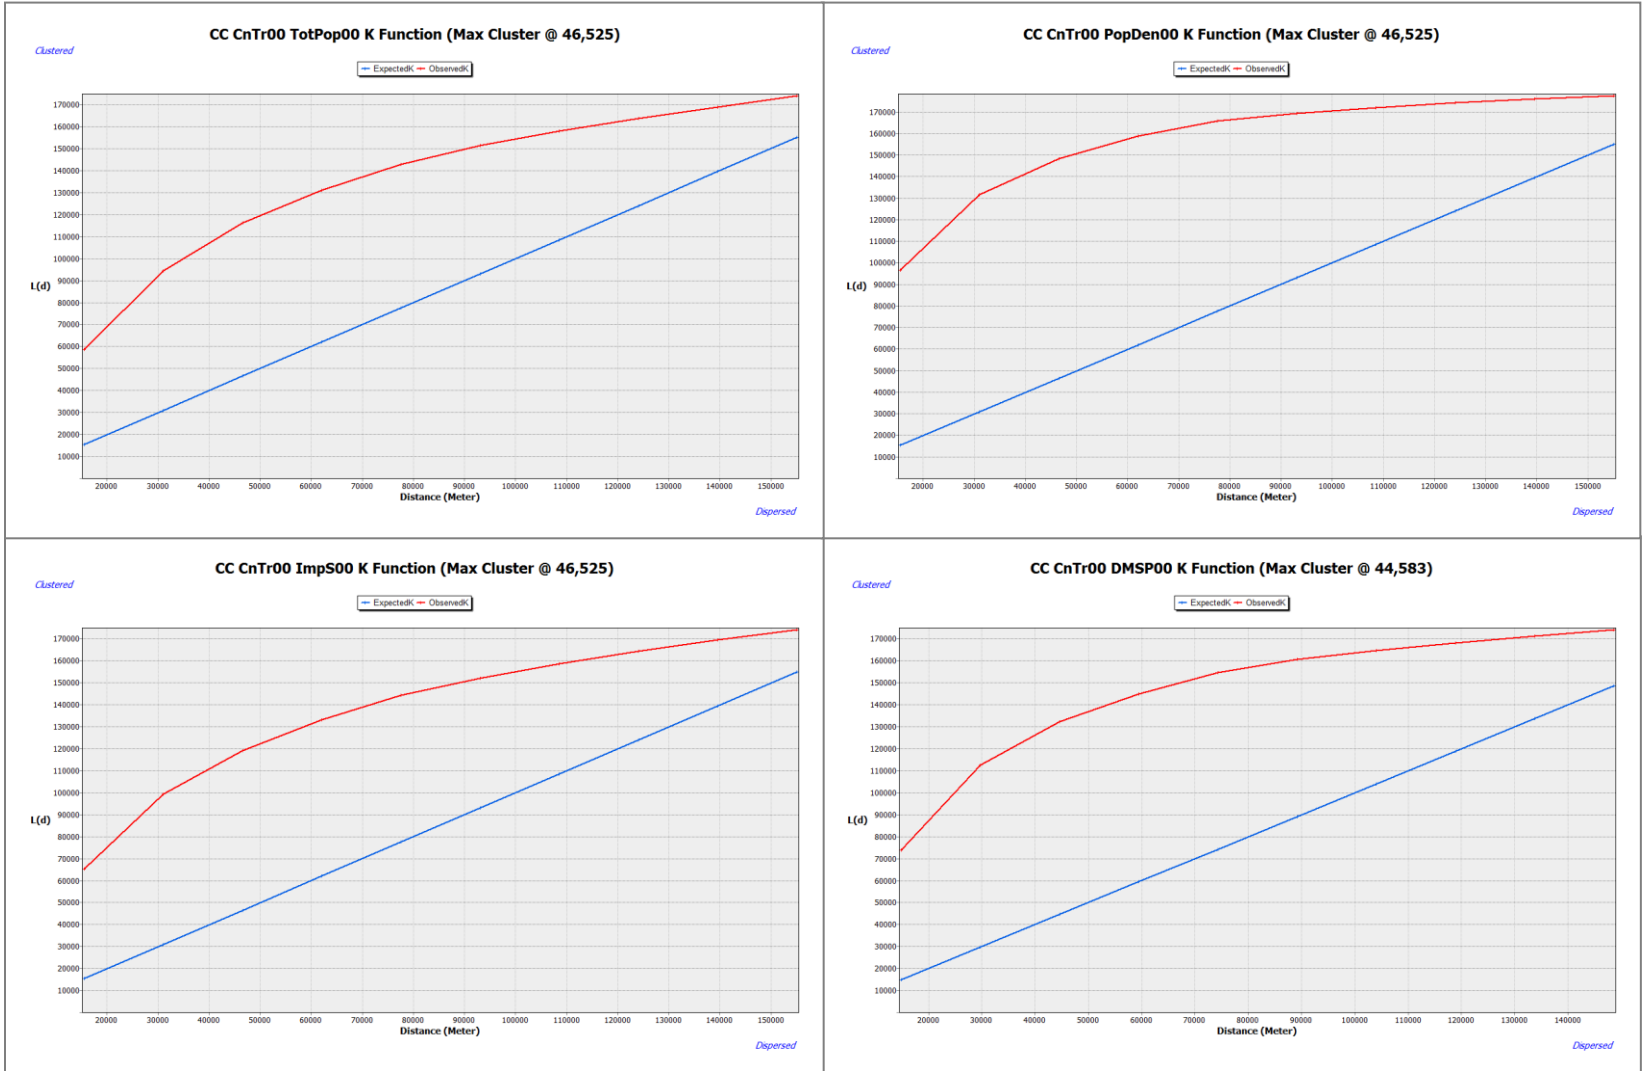 CC CnTr00 TotPop00 K Function (Max Cluster @ 46,525)
Clustered
ExpectedK ObservedK
170000
160000
150000
140000
130000
120000
110000
100000
90000
L(d)
80000
70000
60000
50000
40000
30000
20000
10000
20000 30000 40000 50000 60000 70000 80000 90000 100000 110000 120000 130000 140000 150000
Distance (Meter)
Dispersed
CC CnTr00 PopDen00 K Function (Max Cluster @ 46,525)
Clustered
ExpectedK ObservedK
170000
160000
150000
140000
130000
120000
110000
100000
90000
L(d)
80000
70000
60000
50000
40000
30000
20000
10000
20000 30000 40000 50000 60000 70000 80000 90000 100000 110000 120000 130000 140000 150000
Distance (Meter)
Dispersed
CC CnTr00 ImpS00 K Function (Max Cluster @ 46,525)
Clustered
ExpectedK ObservedK
170000
160000
150000
140000
130000
120000
110000
100000
90000
L(d)
80000
70000
60000
50000
40000
30000
20000
10000
20000 30000 40000 50000 60000 70000 80000 90000 100000 110000 120000 130000 140000 150000
Distance (Meter)
Dispersed
CC CnTr00 DMSP00 K Function (Max Cluster @ 44,583)
Clustered
ExpectedK ObservedK
170000
160000
150000
140000
130000
120000
110000
100000
90000
L(d)
80000
70000
60000
50000
40000
30000
20000
10000
20000 30000 40000 50000 60000 70000 80000 90000 100000 110000 120000 130000 140000
Distance (Meter)
Dispersed